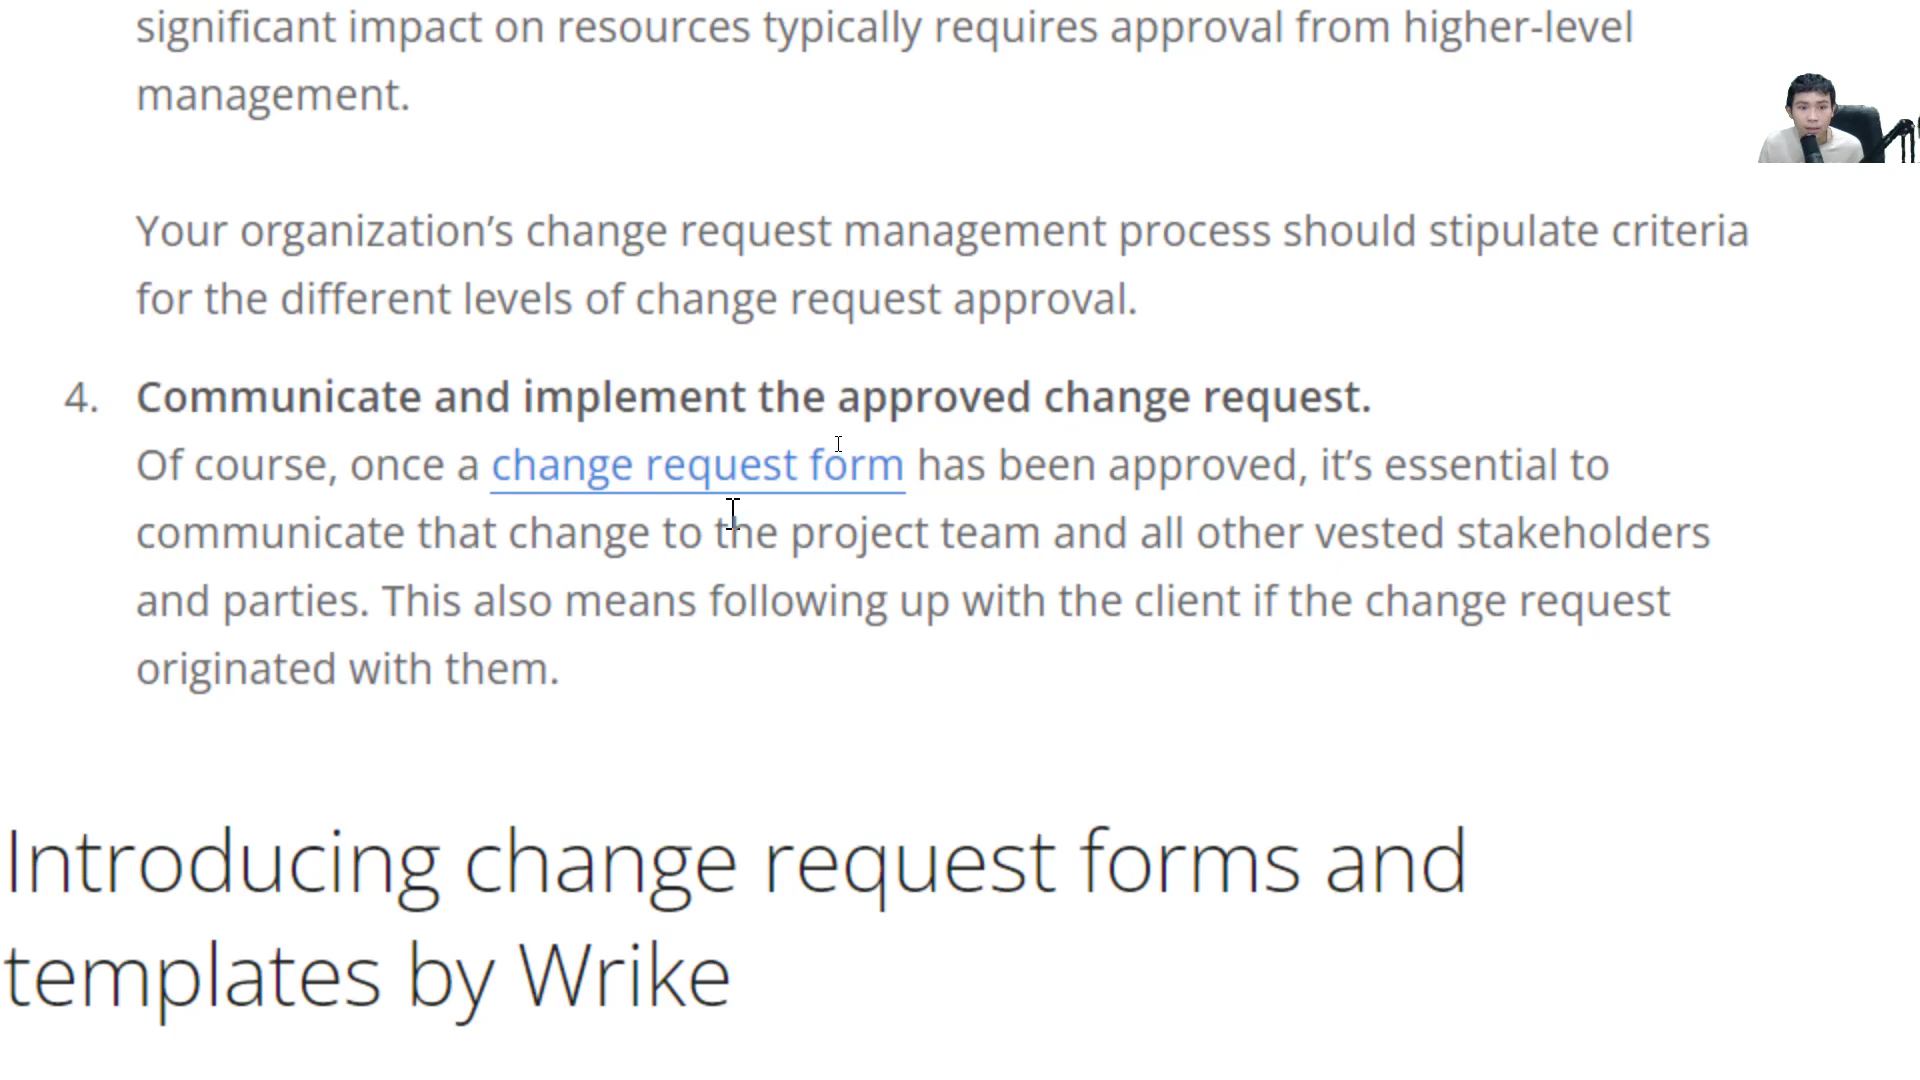 significant impact on resources typically requires approval from higher-level
management.
Your organization’s change request management process should stipulate criteria
for the different levels of change request approval.
4. Communicate and implement the approved change request.
Of course, once a change request form has been approved, it’s essential to
communicate that change to the project team and all other vested stakeholders
and parties. This also means following up with the client if the change request
originated with them.
Introducing change request forms and
templates by Wrike